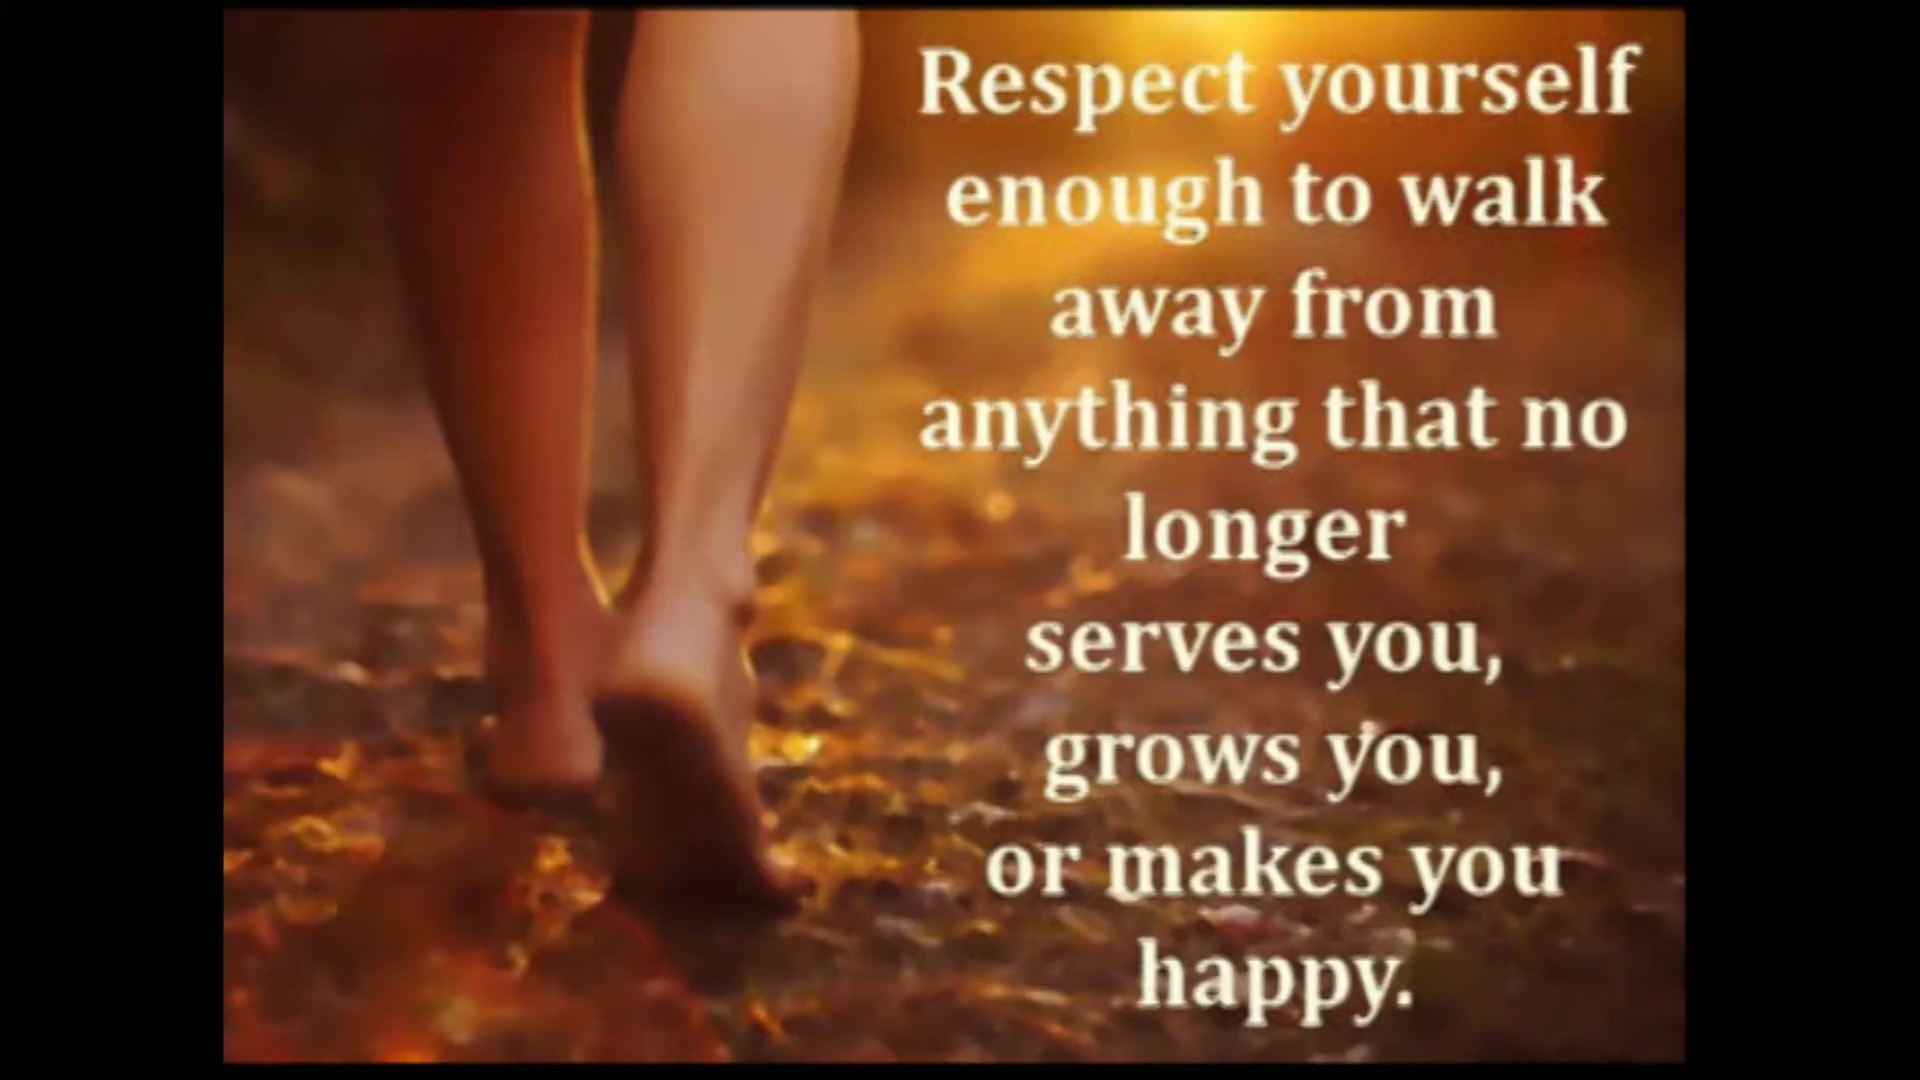 Respect yourself
enough to walk
away from
anything that no
longer
serves you,
grows you,
or makes you
happy.